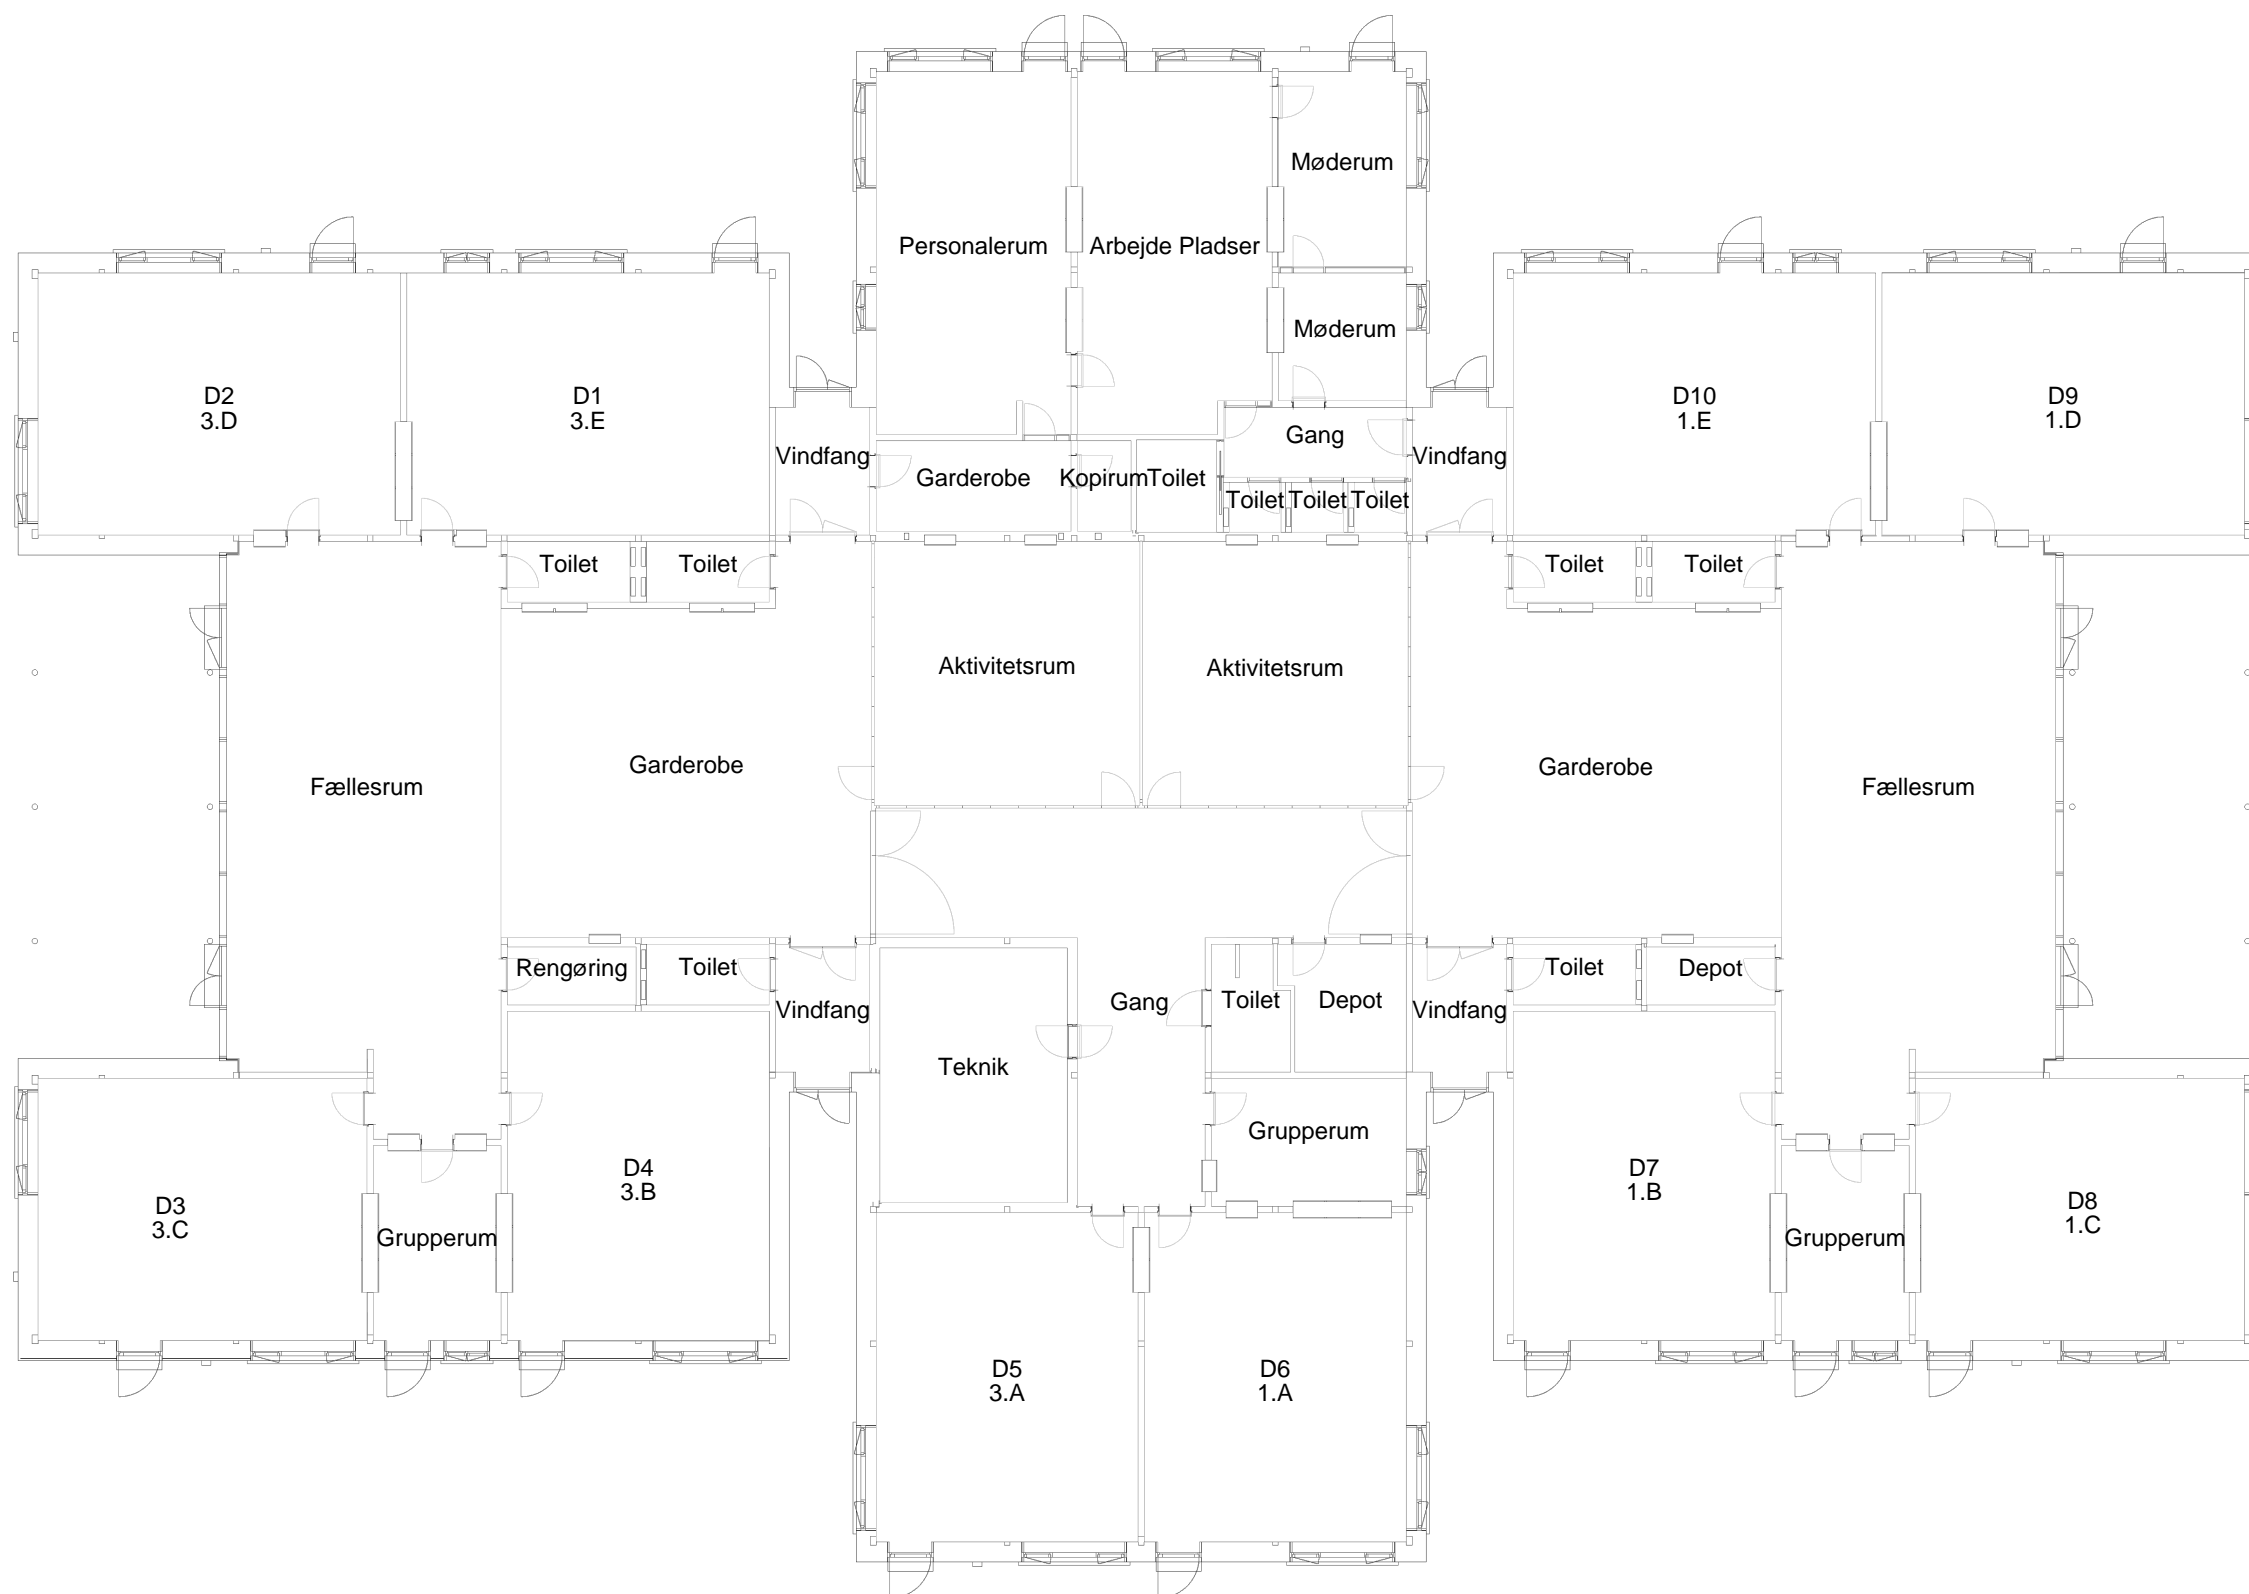 Møderum
Personalerum
Arbejde Pladser
Møderum
D2
3.D
D1
3.E
D10
1.E
D9
1.D
Vindfang
Garderobe
Kopirum
Toilet
Gang
Vindfang
Toilet
Toilet
Toilet
Toilet
Toilet
Toilet
Toilet
Aktivitetsrum
Aktivitetsrum
Fællesrum
Garderobe
Garderobe
Fællesrum
Rengøring
Toilet
Vindfang
Teknik
Gang
Toilet
Depot
Vindfang
Toilet
Depot
Grupperum
D3
3.C
Grupperum
D4
3.B
D7
1.B
Grupperum
D8
1.C
D5
3.A
D6
1.A